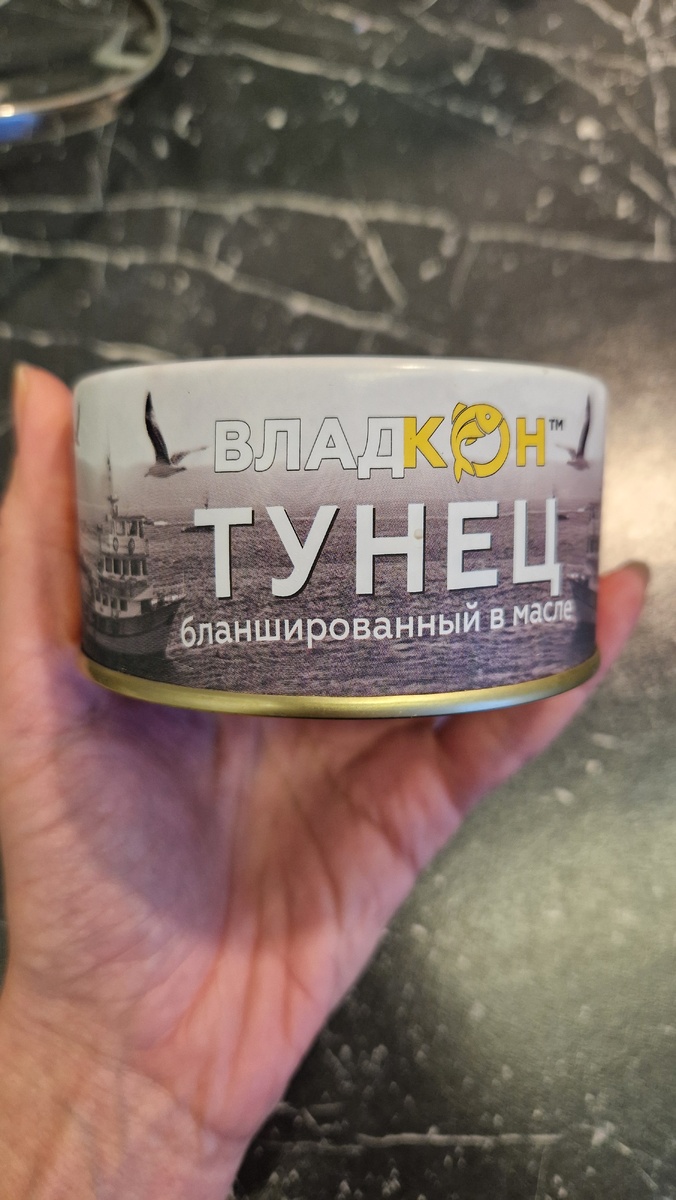 ВЛАДКОН™
ТУНЕЦ
бланшированный в масле